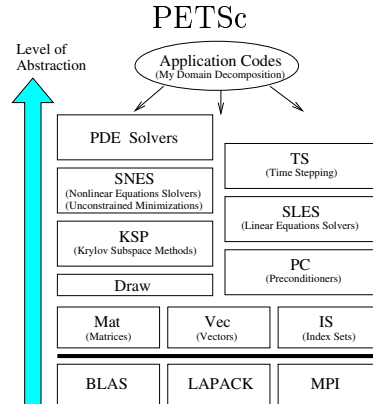 PETSc
Level of
Abstraction
Application Codes
(My Domain Decomposition)
PDE Solvers
TS
(Time Stepping)
SNES
(Nonlinear Equations Slolvers)
(Unconstrained Minimizations)
SLES
(Linear Equations Solvers)
KSP
(Krylov Subspace Methods)
PC
(Preconditioners)
Draw
Mat
(Matrices)
Vec
(Vectors)
IS
(Index Sets)
BLAS
LAPACK
MPI